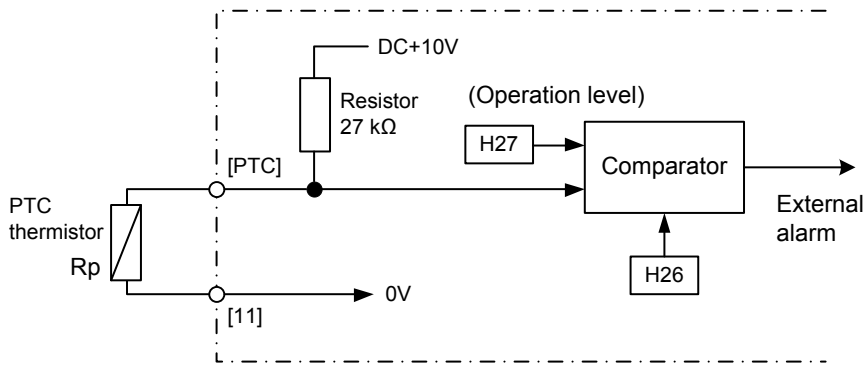 DC+10V
Resistor
27 kΩ
(Operation level)
H27
Comparator
[PTC]
PTC
thermistor
Rp
External
alarm
H26
0V
[11]